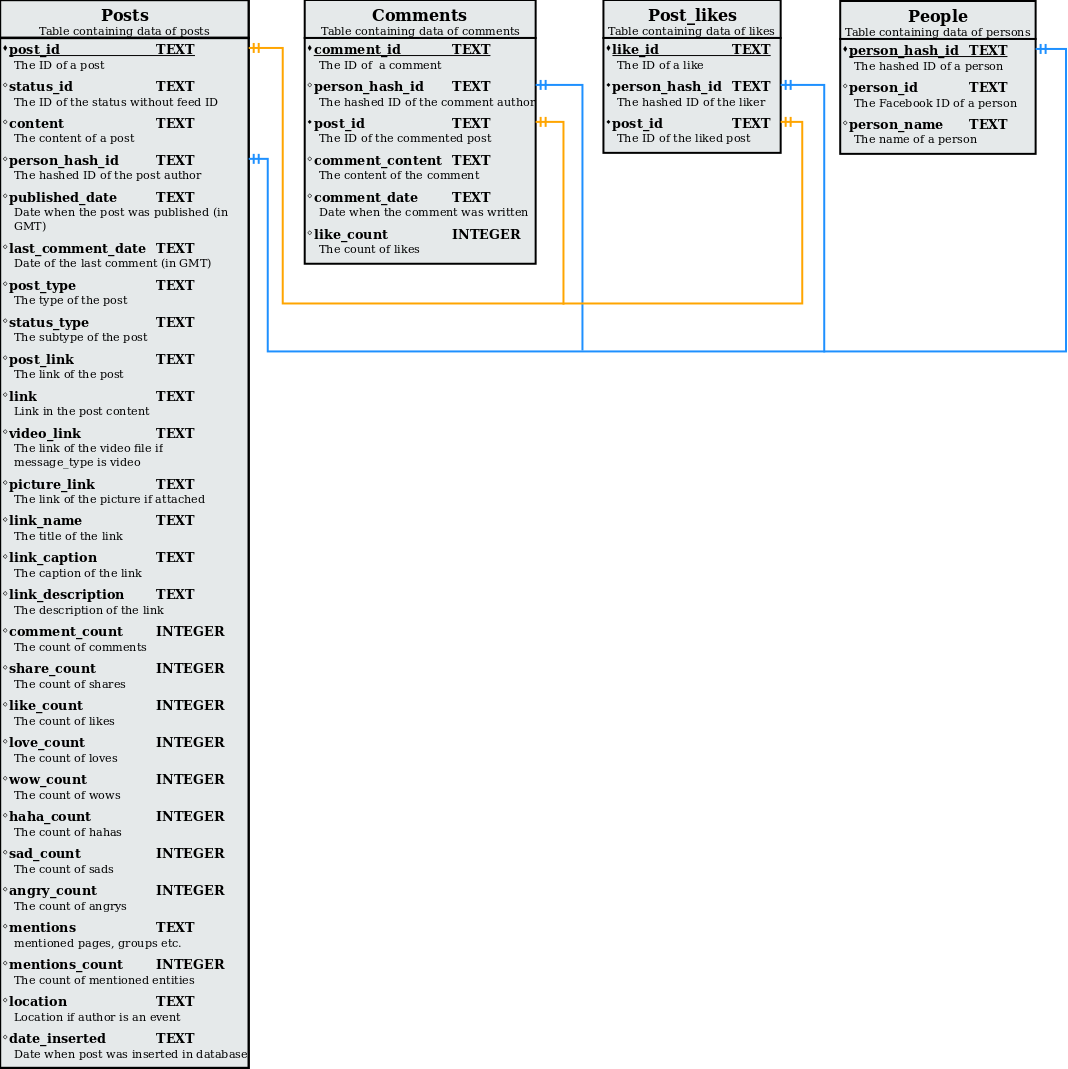 Posts
Table containing data of posts
post_id TEXT
The ID of a post
status_id TEXT
The ID of the status without feed ID
content TEXT
The content of a post
person_hash_id TEXT
The hashed ID of the post author
published_date TEXT
Date when the post was published (in
GMT)
last_comment_date TEXT
Date of the last comment (in GMT)
post_type TEXT
The type of the post
status_type TEXT
The subtype of the post
post_link TEXT
The link of the post
link TEXT
Link in the post content
video_link TEXT
The link of the video file if
message_type is video
picture_link TEXT
The link of the picture if attached
link_name TEXT
The title of the link
link_caption TEXT
The caption of the link
link_description TEXT
The description of the link
comment_count INTEGER
The count of comments
share_count INTEGER
The count of shares
like_count INTEGER
The count of likes
love_count INTEGER
The count of loves
wow_count INTEGER
The count of wows
haha_count INTEGER
The count of hahas
sad_count INTEGER
The count of sads
angry_count INTEGER
The count of angrys
mentions TEXT
mentioned pages, groups etc.
mentions_count INTEGER
The count of mentioned entities
location TEXT
Location if author is an event
date_inserted TEXT
Date when post was inserted in database
Comments
Table containing data of comments
comment_id TEXT
The ID of  a comment
person_hash_id TEXT
The hashed ID of the comment author
post_id TEXT
The ID of the commented post
comment_content TEXT
The content of the comment
comment_date TEXT
Date when the comment was written
like_count INTEGER
The count of likes
Post_likes
Table containing data of likes
like_id TEXT
The ID of a like
person_hash_id TEXT
The hashed ID of the liker
post_id TEXT
The ID of the liked post
People
Table containing data of persons
person_hash_id TEXT
The hashed ID of a person
person_id TEXT
The Facebook ID of a person
person_name TEXT
The name of a person